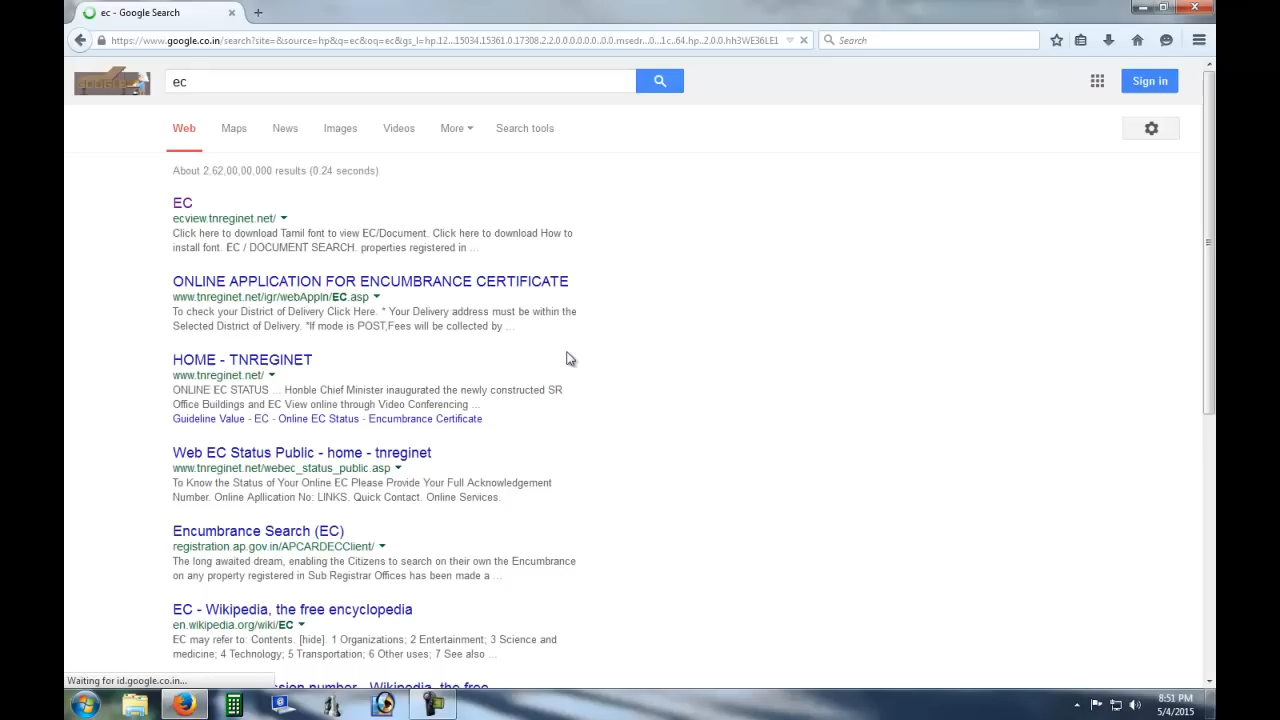 ec - Google Search
https://www.google.co.in/search?site=&source=hp&q=ec&oq=ec&gs_l=hp.12...15034.15361.0.17308.2.2.0.0.0.0.0.0..0.0.msedr...0...1c..64.hp..2.0.0.hh3WE36LE1
Search
GOOGLE
ec
Sign in
Web Maps News Images Videos More Search tools
About 2,62,00,00,000 results (0.24 seconds)
EC
ecview.tnreginet.net/
Click here to download Tamil font to view EC/Document. Click here to download How to
install font. EC / DOCUMENT SEARCH. properties registered in ...
ONLINE APPLICATION FOR ENCUMBRANCE CERTIFICATE
www.tnreginet.net/igr/webAppln/EC.asp
To check your District of Delivery Click Here. * Your Delivery address must be within the
Selected District of Delivery. *If mode is POST,Fees will be collected by ...
HOME - TNREGINET
www.tnreginet.net/
ONLINE EC STATUS ... Honble Chief Minister inaugurated the newly constructed SR
Office Buildings and EC View online through Video Conferencing ...
Guideline Value - EC - Online EC Status - Encumbrance Certificate
Web EC Status Public - home - tnreginet
www.tnreginet.net/webec_status_public.asp
To Know the Status of Your Online EC Please Provide Your Full Acknowledgement
Number. Online Apllication No: LINKS. Quick Contact. Online Services.
Encumbrance Search (EC)
registration.ap.gov.in/APCARDECClient/
The long awaited dream, enabling the Citizens to search on their own the Encumbrance
on any property registered in Sub Registrar Offices has been made a ...
EC - Wikipedia, the free encyclopedia
en.wikipedia.org/wiki/EC
EC may refer to: Contents. [hide]. 1 Organizations; 2 Entertainment; 3 Science and
medicine; 4 Technology; 5 Transportation; 6 Other uses; 7 See also ...
number - Wikipedia, the free
Waiting for id.google.co.in...
8:51 PM
5/4/2015